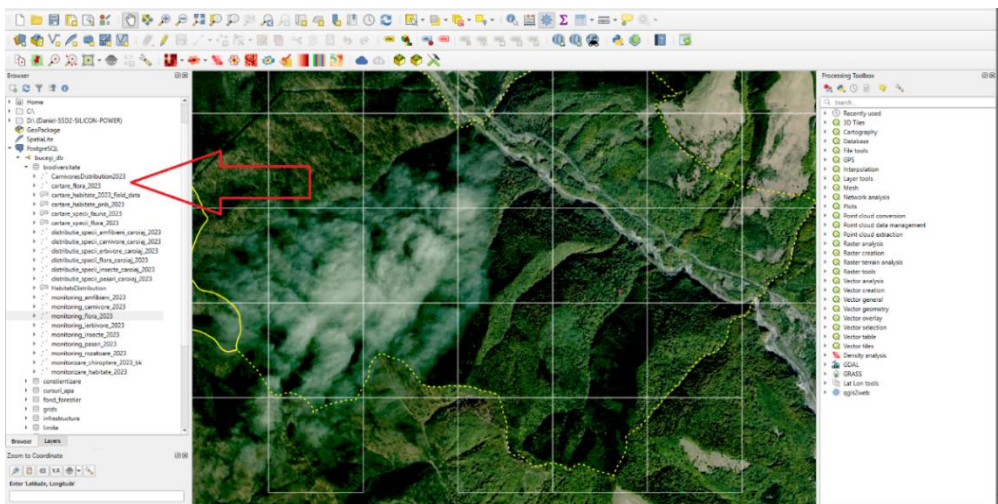 Browser
Home
C:\
D:\ (Daniel-SSD2-SILICON-POWER)
GeoPackage
SpatiaLite
PostgreSQL
bucegi_db
biodiversitate
CarnivoresDistribution2023
cartare_flora_2023
cartare_habitate_2023_field_data
cartare_habitate_pnb_2023
cartare_specii_fauna_2023
cartare_specii_flora_2023
distributie_specii_amfibieni_caroiaj_2023
distributie_specii_carnivore_caroiaj_2023
distributie_specii_erbivore_caroiaj_2023
distributie_specii_flora_caroiaj_2023
distributie_specii_insecte_caroiaj_2023
distributie_specii_pasari_caroiaj_2023
HabitatsDistribution
monitoring_amfibieni_2023
monitoring_carnivore_2023
monitoring_flora_2023
monitoring_ierbivore_2023
monitoring_insecte_2023
monitoring_pasari_2023
monitoring_rozatoare_2023
monitorizare_chiroptere_2023_bk
monitorizare_habitate_2023
constientizare
cursuri_apa
fond_forestier
grids
infrastructura
limite
Browser Layers
Zoom to Coordinate
Enter 'Latitude, Longitude'
Processing Toolbox
Search...
Recently used
3D Tiles
Cartography
Database
File tools
GPS
Interpolation
Layer tools
Mesh
Network analysis
Plots
Point cloud conversion
Point cloud data management
Point cloud extraction
Raster analysis
Raster creation
Raster terrain analysis
Raster tools
Vector analysis
Vector creation
Vector general
Vector geometry
Vector overlay
Vector selection
Vector table
Vector tiles
Density analysis
GDAL
GRASS
Lat Lon tools
qgis2web